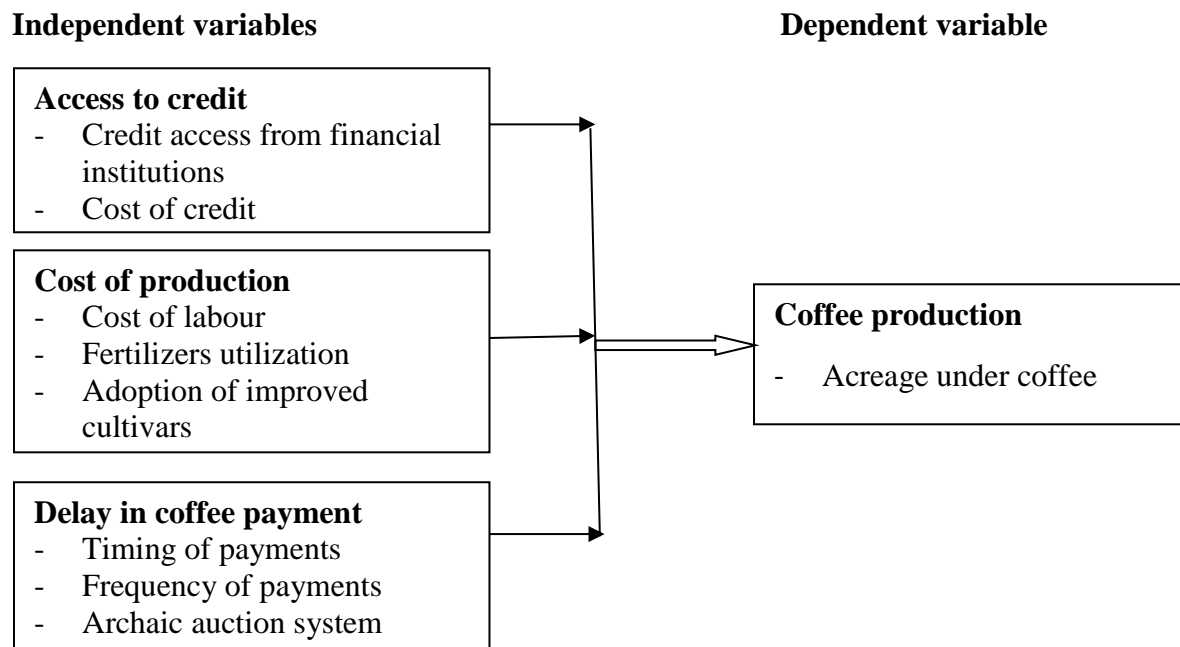 Independent variables
Dependent variable
Access to credit
- Credit access from financial
institutions
- Cost of credit
Cost of production
- Cost of labour
- Fertilizers utilization
- Adoption of improved
cultivars
Delay in coffee payment
- Timing of payments
- Frequency of payments
- Archaic auction system
Coffee production
- Acreage under coffee